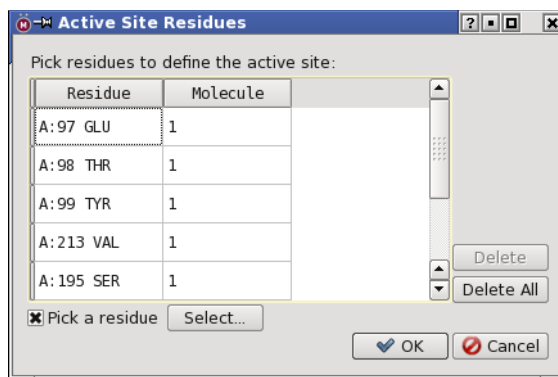 Active Site Residues
Pick residues to define the active site:
Residue Molecule
A:97 GLU 1
A:98 THR 1
A:99 TYR 1
A:213 VAL 1
A:195 SER 1
Delete
Delete All
Pick a residue Select...
OK Cancel